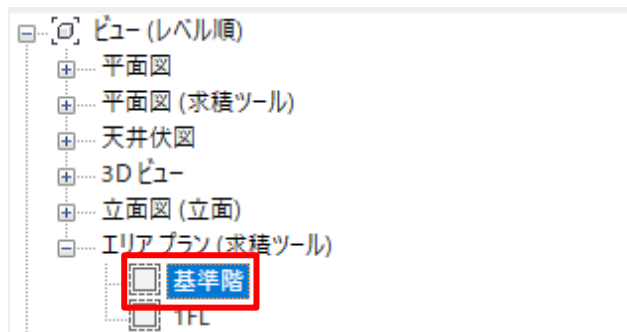 ビュー (レベル順)
平面図
平面図 (求積ツール)
天井伏図
3D ビュー
立面図 (立面)
エリア プラン (求積ツール)
基準階
1FL